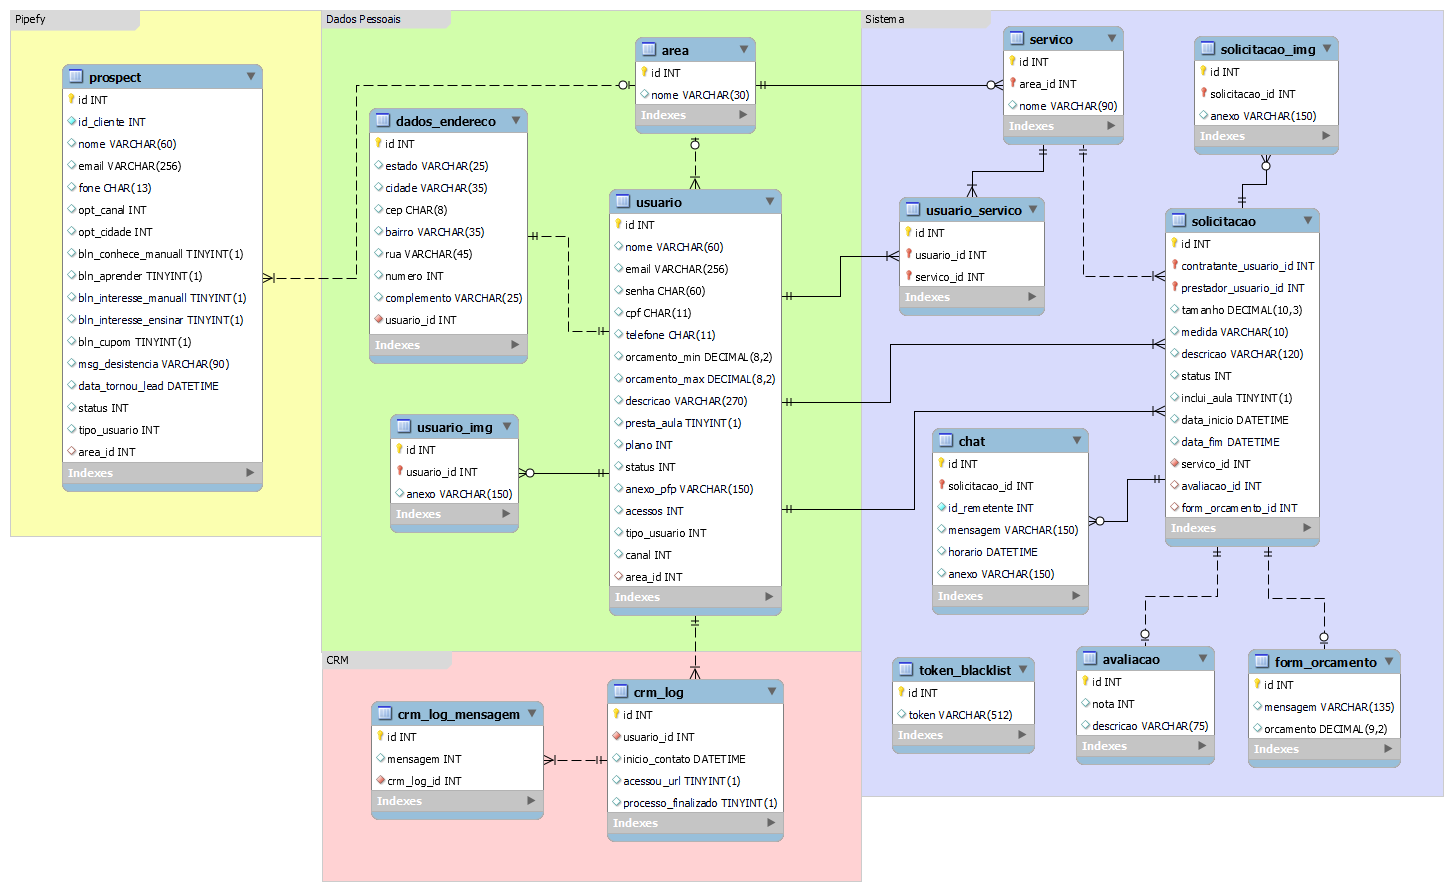 Pipefy
prospect
id INT
id_cliente INT
nome VARCHAR(60)
email VARCHAR(256)
fone CHAR(13)
opt_canal INT
opt_cidade INT
bln_conhece_manuall TINYINT(1)
bln_aprender TINYINT(1)
bln_interesse_manuall TINYINT(1)
bln_interesse_ensinar TINYINT(1)
bln_cupom TINYINT(1)
msg_desistencia VARCHAR(90)
data_tornou_lead DATETIME
status INT
tipo_usuario INT
area_id INT
Indexes
Dados Pessoais
area
id INT
nome VARCHAR(30)
Indexes
dados_endereco
id INT
estado VARCHAR(25)
cidade VARCHAR(35)
cep CHAR(8)
bairro VARCHAR(35)
rua VARCHAR(45)
numero INT
complemento VARCHAR(25)
usuario_id INT
Indexes
usuario
id INT
nome VARCHAR(60)
email VARCHAR(256)
senha CHAR(60)
cpf CHAR(11)
telefone CHAR(11)
orcamento_min DECIMAL(8,2)
orcamento_max DECIMAL(8,2)
descricao VARCHAR(270)
presta_aula TINYINT(1)
plano INT
status INT
anexo_pfp VARCHAR(150)
acessos INT
tipo_usuario INT
canal INT
area_id INT
Indexes
usuario_img
id INT
usuario_id INT
anexo VARCHAR(150)
Indexes
CRM
crm_log_mensagem
id INT
mensagem INT
crm_log_id INT
Indexes
crm_log
id INT
usuario_id INT
inicio_contato DATETIME
acessou_url TINYINT(1)
processo_finalizado TINYINT(1)
Indexes
Sistema
servico
id INT
area_id INT
nome VARCHAR(90)
Indexes
solicitacao_img
id INT
solicitacao_id INT
anexo VARCHAR(150)
Indexes
usuario_servico
id INT
usuario_id INT
servico_id INT
Indexes
solicitacao
id INT
contratante_usuario_id INT
prestador_usuario_id INT
tamanho DECIMAL(10,3)
medida VARCHAR(10)
descricao VARCHAR(120)
status INT
inclui_aula TINYINT(1)
data_inicio DATETIME
data_fim DATETIME
servico_id INT
avaliacao_id INT
form_orcamento_id INT
Indexes
chat
id INT
solicitacao_id INT
id_remetente INT
mensagem VARCHAR(150)
horario DATETIME
anexo VARCHAR(150)
Indexes
token_blacklist
id INT
token VARCHAR(512)
Indexes
avaliacao
id INT
nota INT
descricao VARCHAR(75)
Indexes
form_orcamento
id INT
mensagem VARCHAR(135)
orcamento DECIMAL(9,2)
Indexes